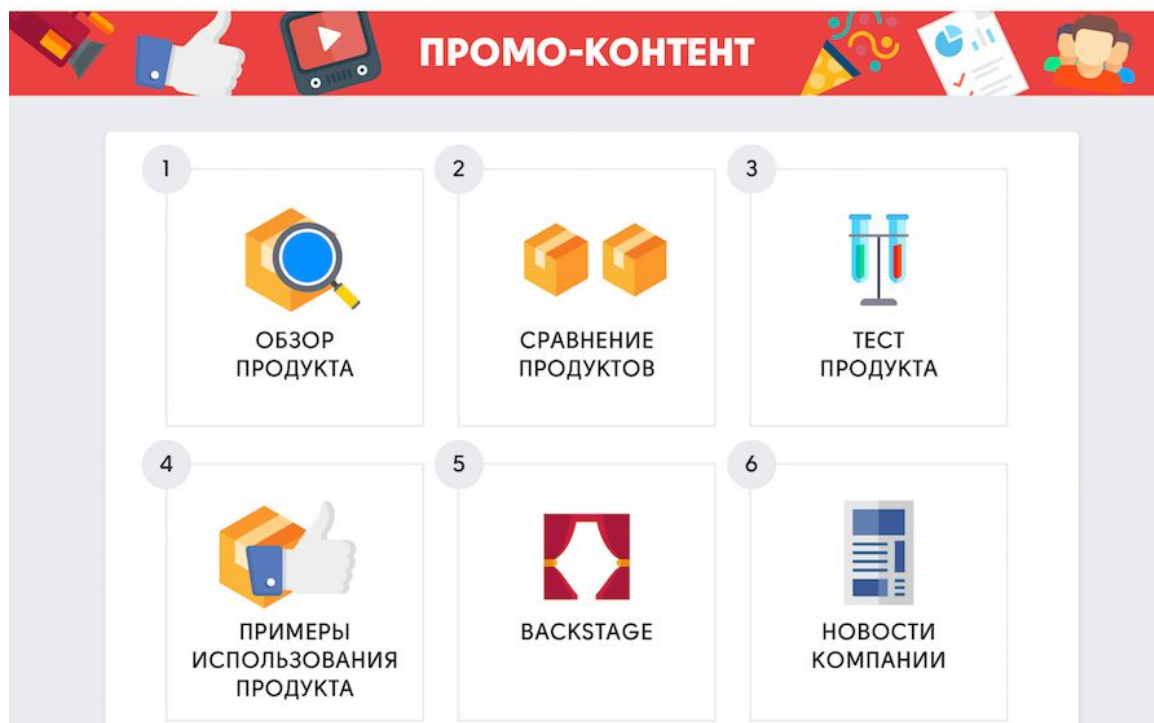 ПРОМО-КОНТЕНТ
1
ОБЗОР
ПРОДУКТА
2
СРАВНЕНИЕ
ПРОДУКТОВ
3
ТЕСТ
ПРОДУКТА
4
ПРИМЕРЫ
ИСПОЛЬЗОВАНИЯ
ПРОДУКТА
5
BACKSTAGE
6
НОВОСТИ
КОМПАНИИ